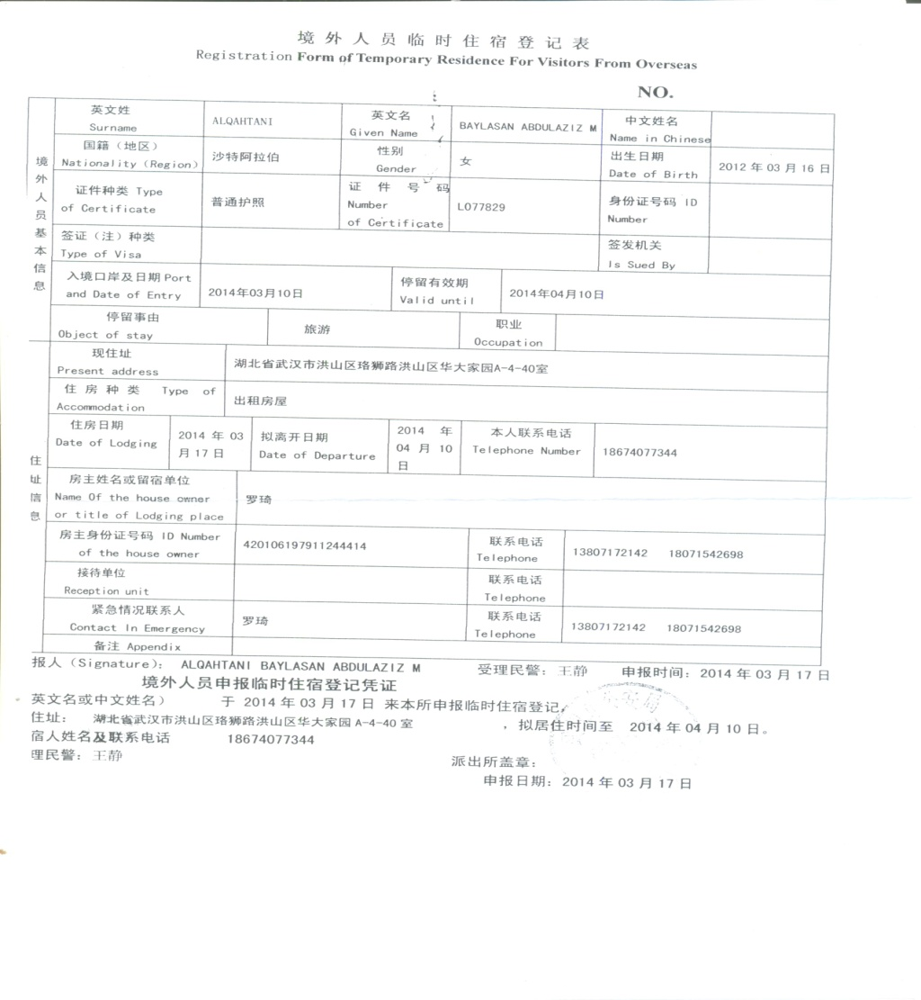 境外人员临时住宿登记表
Registration Form of Temporary Residence For Visitors From Overseas
NO.
境外人员基本信息
英文姓 Surname ALQAHTANI 英文名 Given Name BAYLASAN ABDULAZIZ M 中文姓名 Name in Chinese
国籍（地区） Nationality (Region) 沙特阿拉伯 性别 Gender 女 出生日期 Date of Birth 2012 年 03 月 16 日
证件种类 Type of Certificate 普通护照 证件号码 Number of Certificate L077829 身份证号码 ID Number
签证（注）种类 Type of Visa 签发机关 Is Sued By
入境口岸及日期 Port and Date of Entry 2014年03月10日 停留有效期 Valid until 2014年04月10日
停留事由 Object of stay 旅游 职业 Occupation
住址信息
现住址 Present address 湖北省武汉市洪山区珞狮路洪山区华大家园A-4-40室
住房种类 Type of Accommodation 出租房屋
住房日期 Date of Lodging 2014 年 03 月 17 日 拟离开日期 Date of Departure 2014 年 04 月 10 日 本人联系电话 Telephone Number 18674077344
房主姓名或留宿单位 Name Of the house owner or title of Lodging place 罗琦
房主身份证号码 ID Number of the house owner 420106197911244414 联系电话 Telephone 13807172142 18071542698
接待单位 Reception unit 联系电话 Telephone
紧急情况联系人 Contact In Emergency 罗琦 联系电话 Telephone 13807172142 18071542698
备注 Appendix
报人（Signature）： ALQAHTANI BAYLASAN ABDULAZIZ M 受理民警：王静 申报时间：2014 年 03 月 17 日
境外人员申报临时住宿登记凭证
英文名或中文姓名） 于 2014 年 03 月 17 日 来本所申报临时住宿登记，
住址： 湖北省武汉市洪山区珞狮路洪山区华大家园 A-4-40 室 ，拟居住时间至 2014 年 04 月 10 日。
宿人姓名及联系电话 18674077344
理民警：王静
派出所盖章：
申报日期：2014 年 03 月 17 日